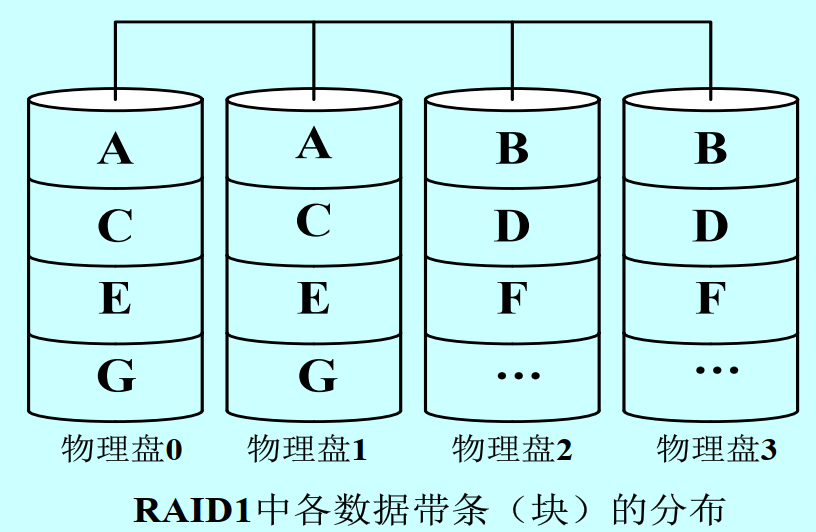 A A B B
C C D D
E E F F
G G … …
物理盘0 物理盘1 物理盘2 物理盘3
RAID1中各数据带条（块）的分布